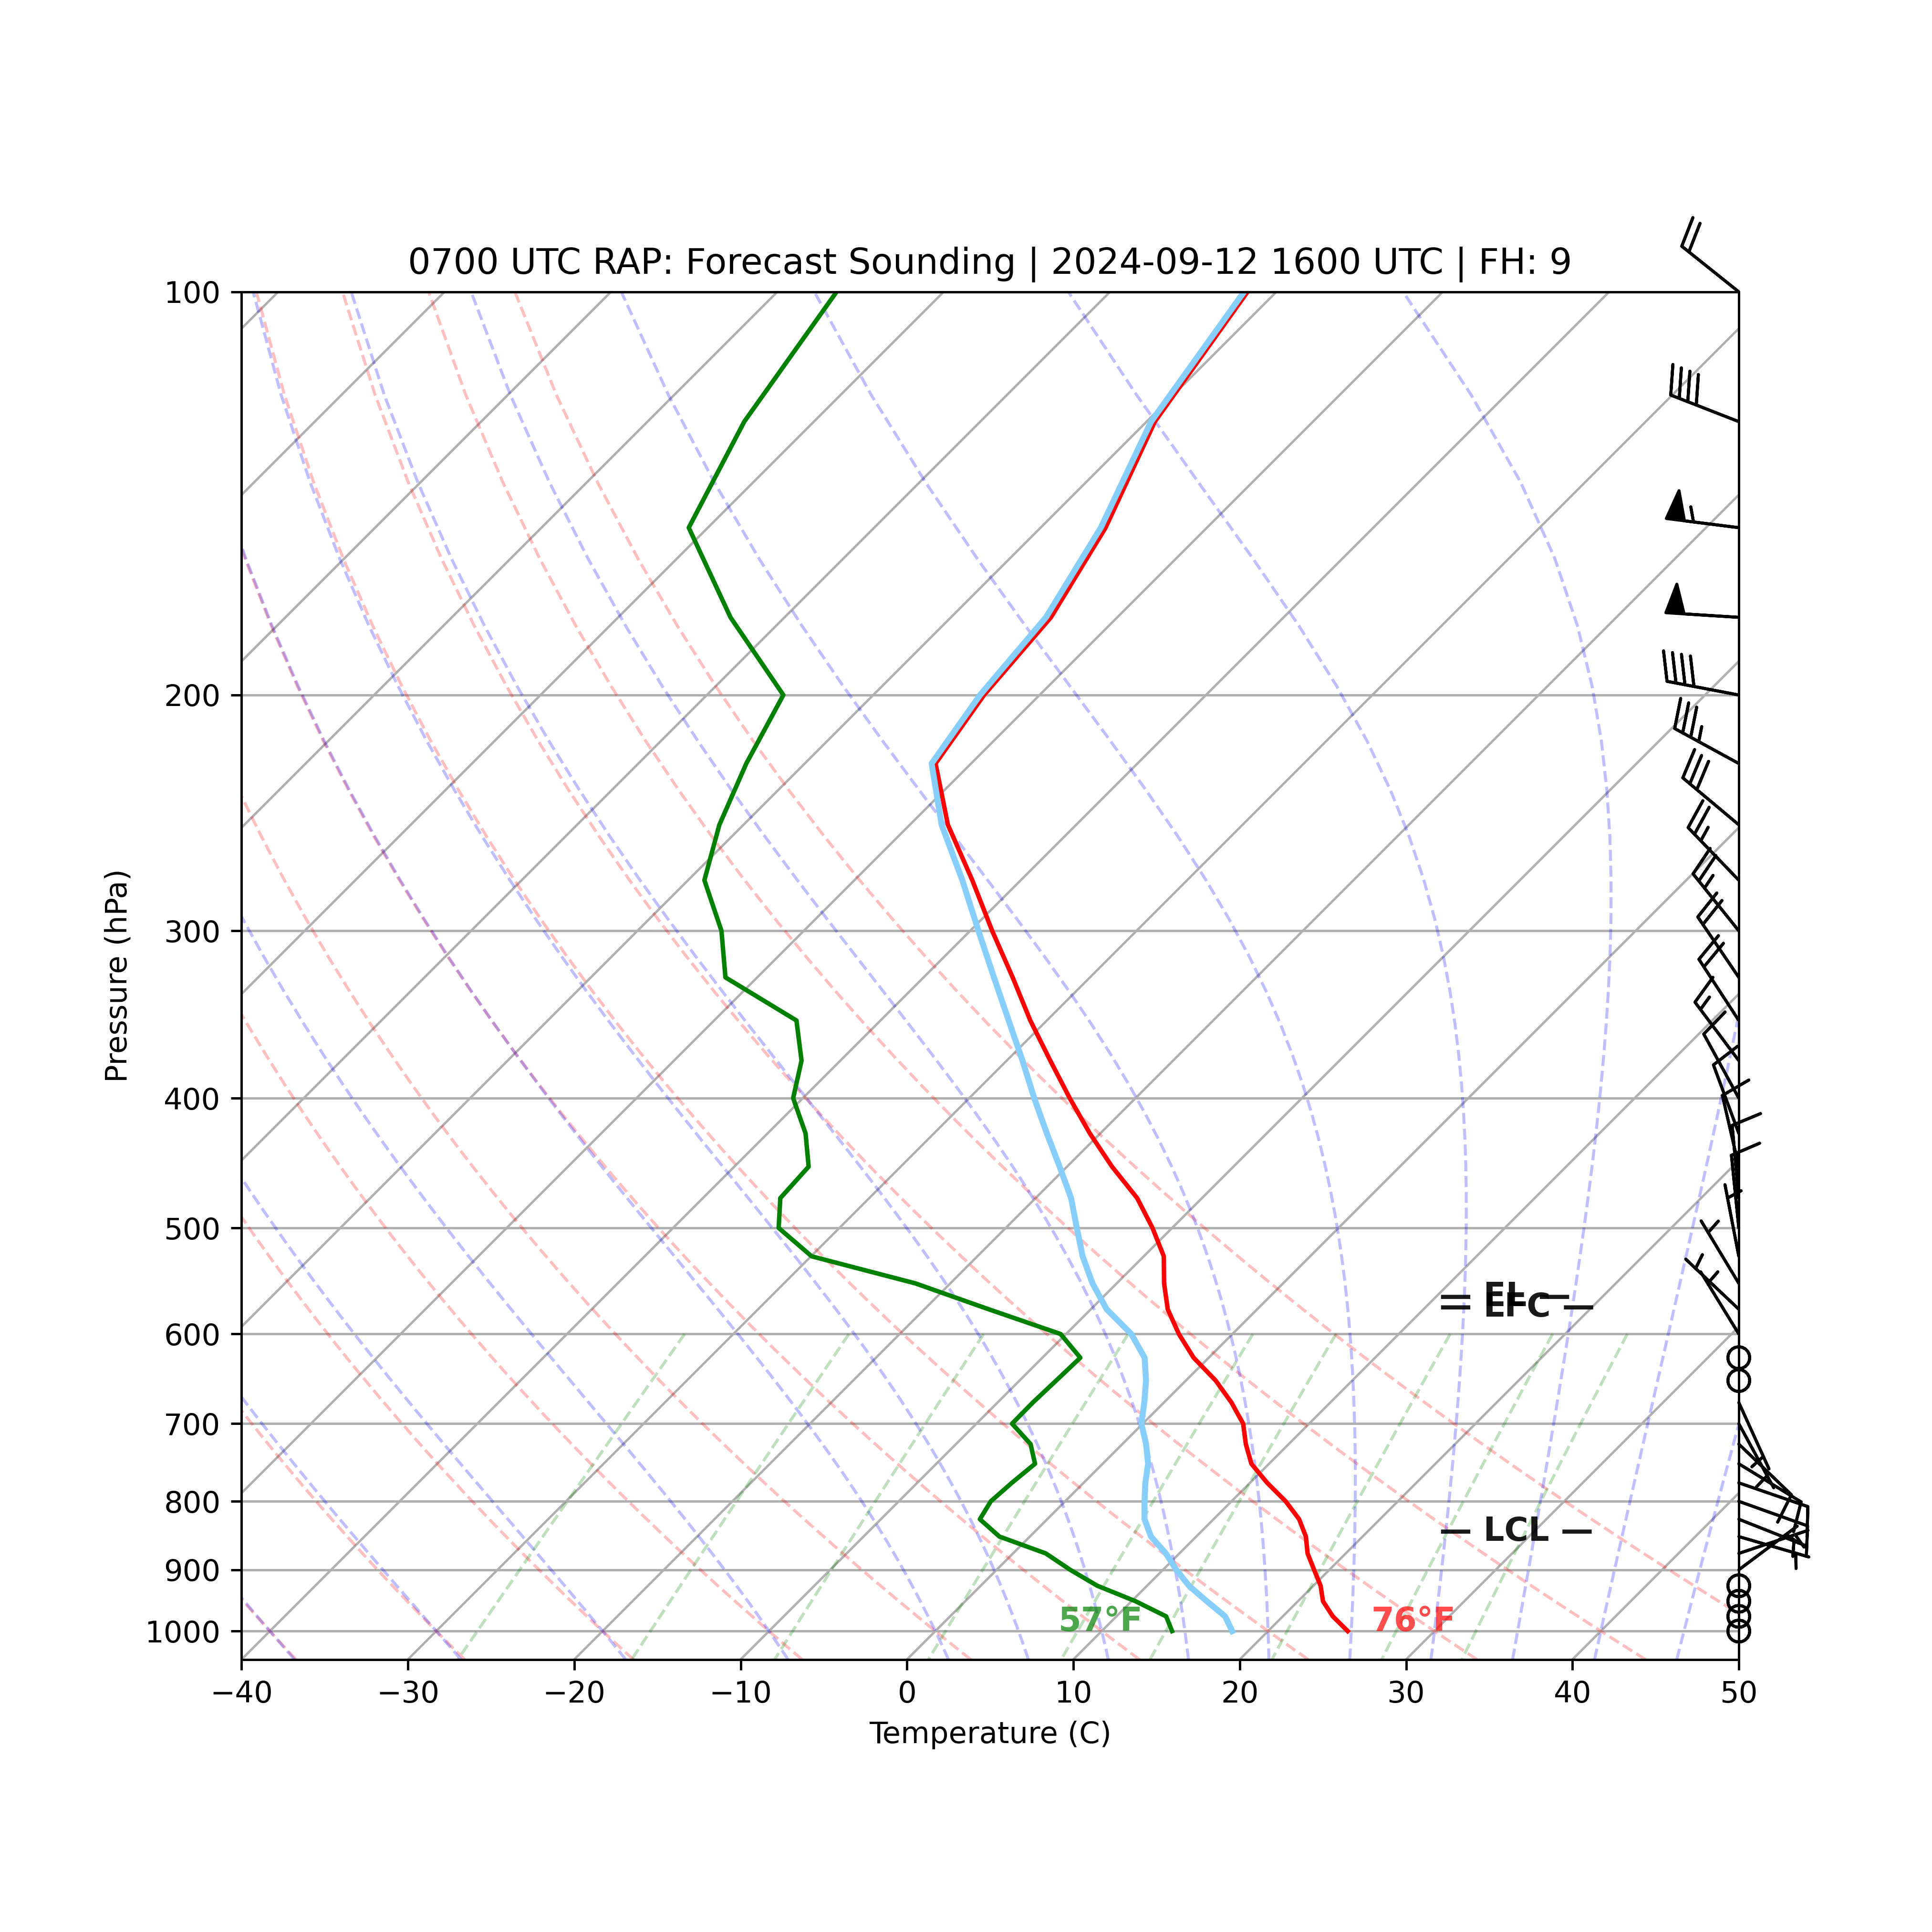 0700 UTC RAP: Forecast Sounding | 2024-09-12 1600 UTC | FH: 9
100
200
300
400
500
600
700
800
900
1000
Pressure (hPa)
— EL —
— LFC —
— LCL —
57°F
76°F
−40 −30 −20 −10 0 10 20 30 40 50
Temperature (C)